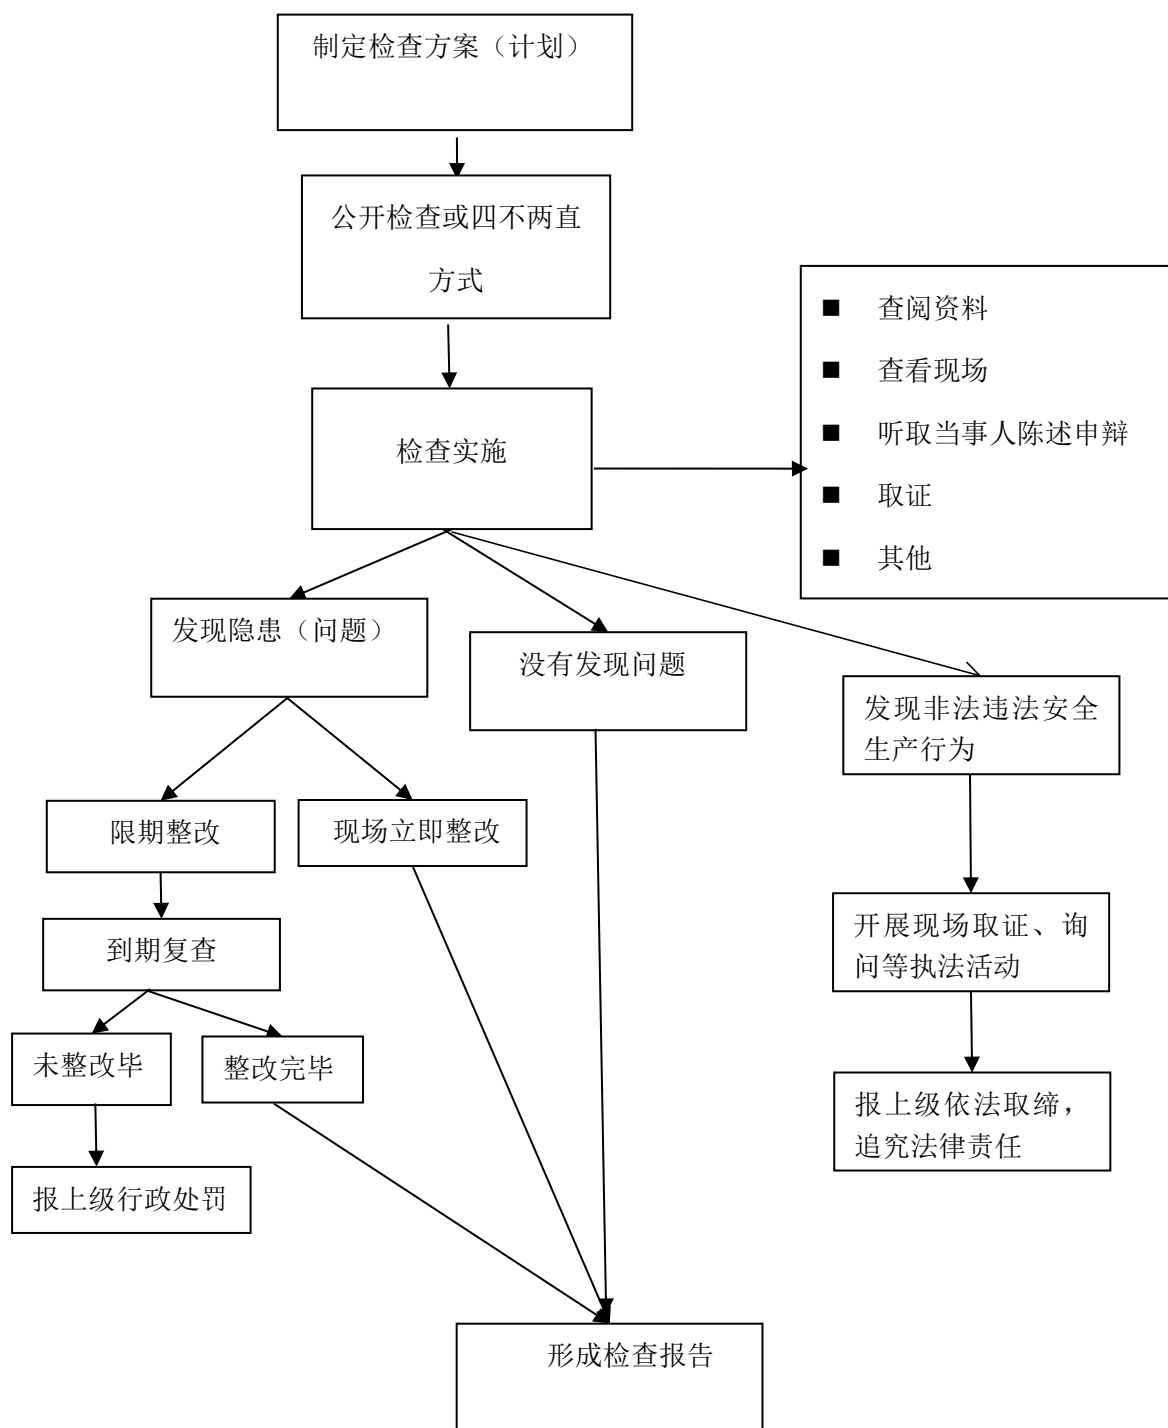 制定检查方案（计划）
公开检查或四不两直
方式
■ 查阅资料
■ 查看现场
■ 听取当事人陈述申辩
■ 取证
■ 其他
检查实施
发现隐患（问题）
没有发现问题
发现非法违法安全
生产行为
限期整改
现场立即整改
到期复查
开展现场取证、询
问等执法活动
未整改毕
整改完毕
报上级依法取缔，
追究法律责任
报上级行政处罚
形成检查报告